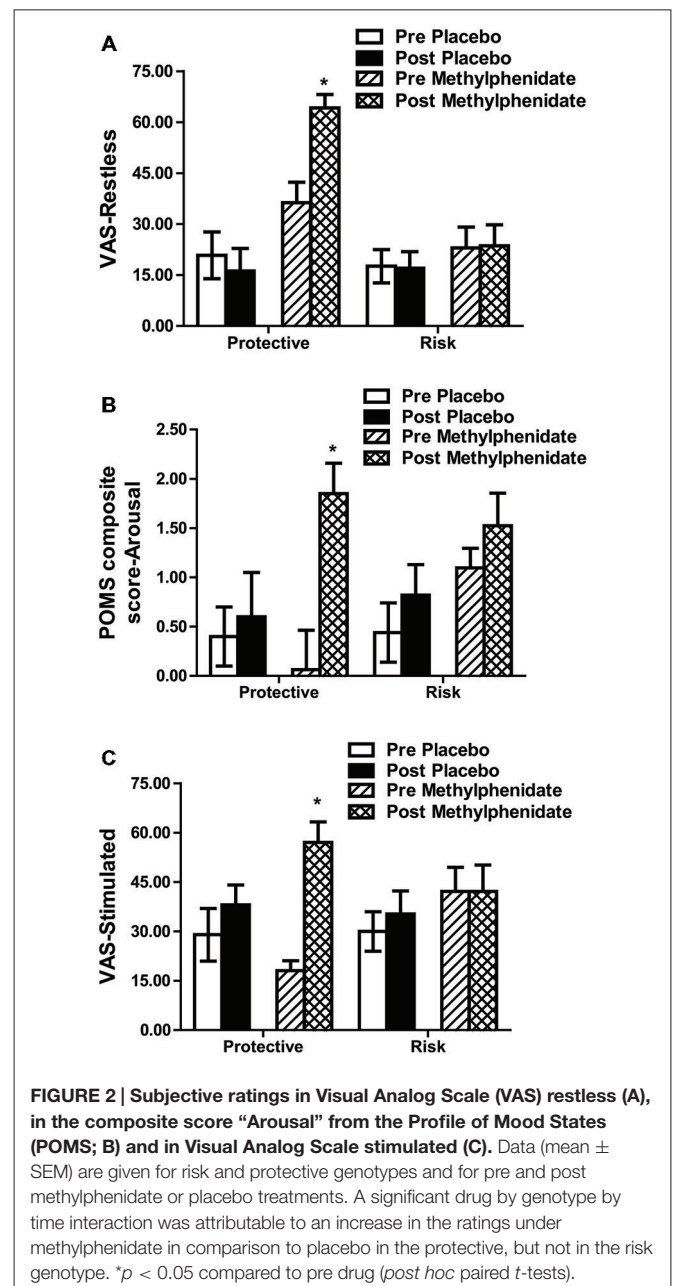 A
Pre Placebo
Post Placebo
Pre Methylphenidate
Post Methylphenidate
VAS-Restless
75.00
60.00
45.00
30.00
15.00
0.00
*
Protective
Risk
B
Pre Placebo
Post Placebo
Pre Methylphenidate
Post Methylphenidate
POMS composite
score-Arousal
2.50
2.00
1.50
1.00
0.50
0.00
*
Protective
Risk
C
Pre Placebo
Post Placebo
Pre Methylphenidate
Post Methylphenidate
VAS-Stimulated
75.00
60.00
45.00
30.00
15.00
0.00
*
Protective
Risk
FIGURE 2 | Subjective ratings in Visual Analog Scale (VAS) restless (A),
in the composite score “Arousal” from the Profile of Mood States
(POMS; B) and in Visual Analog Scale stimulated (C). Data (mean ±
SEM) are given for risk and protective genotypes and for pre and post
methylphenidate or placebo treatments. A significant drug by genotype by
time interaction was attributable to an increase in the ratings under
methylphenidate in comparison to placebo in the protective, but not in the risk
genotype. *p < 0.05 compared to pre drug (post hoc paired t-tests).